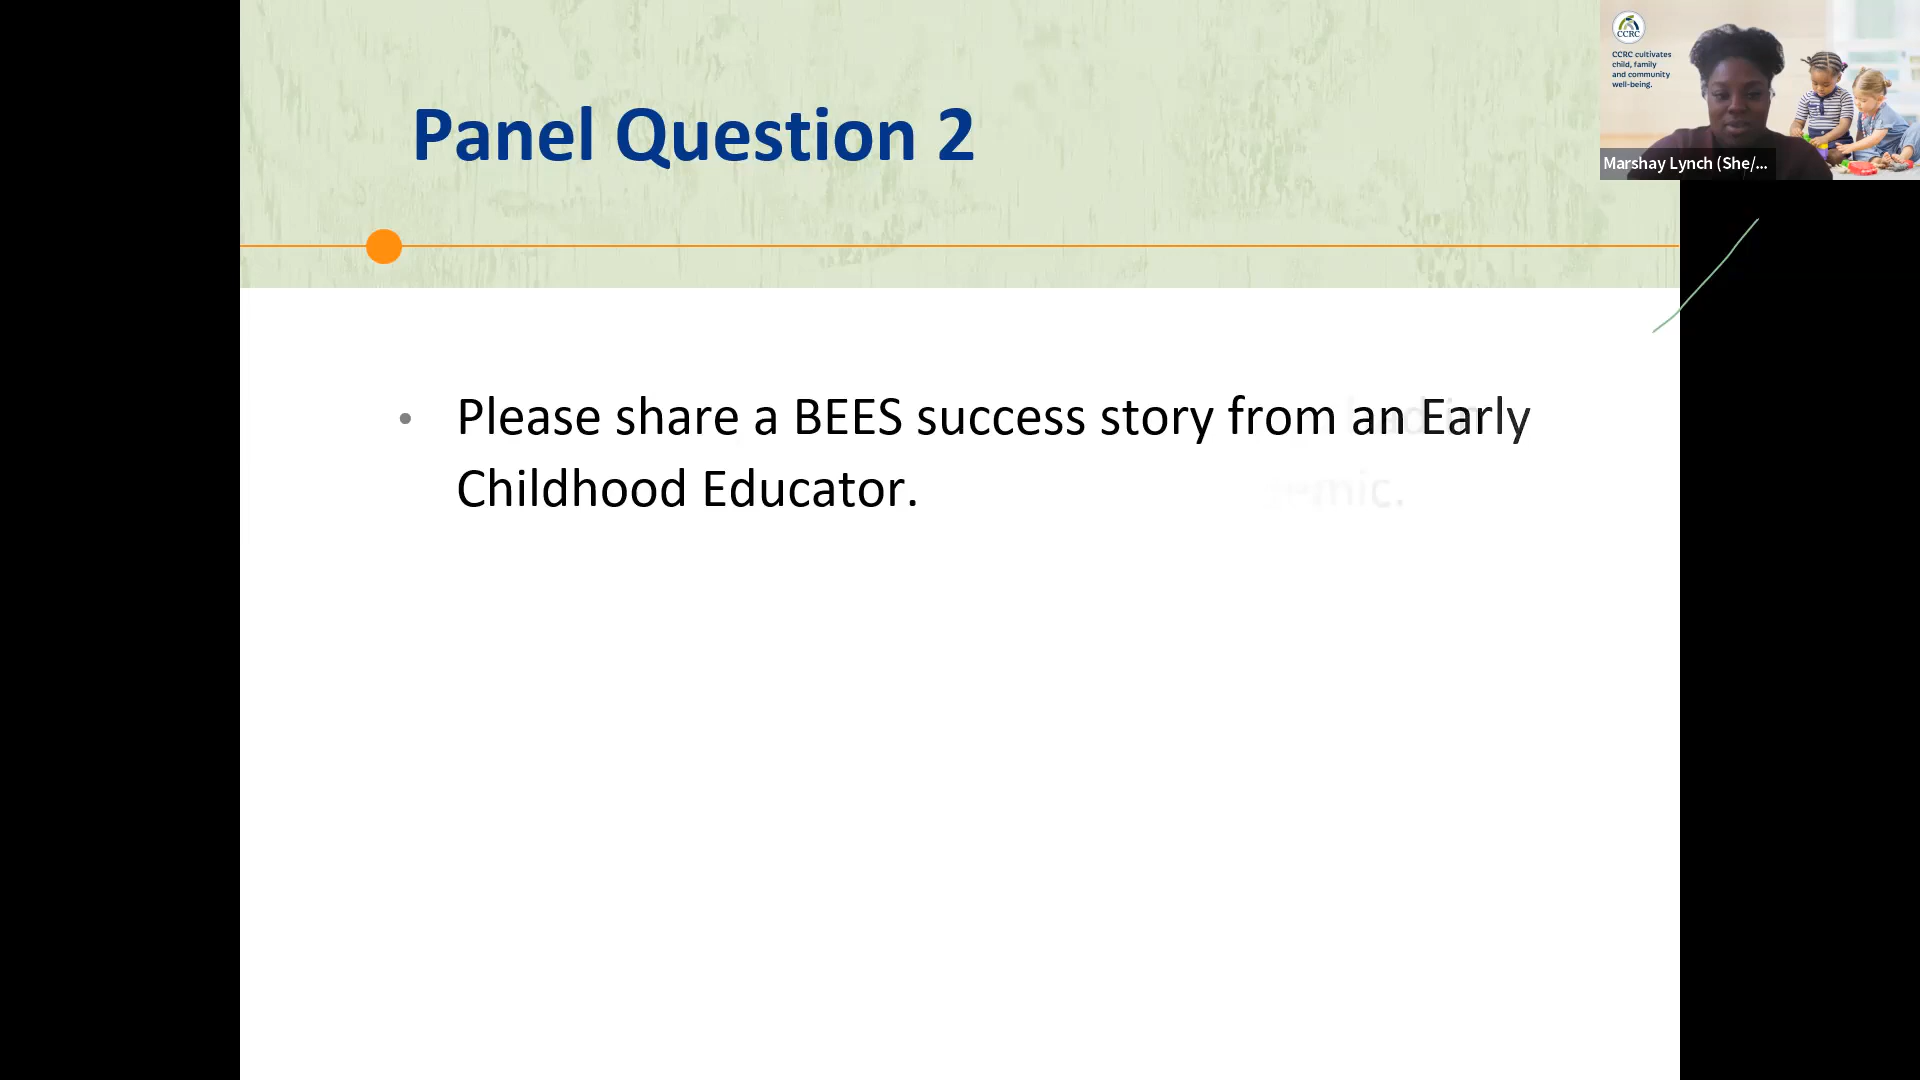 Panel Question 2
CCRC
CCRC cultivates
child, family
and community
well-being.
Marshay Lynch (She/...
• Please share a BEES success story from an Early
Childhood Educator.